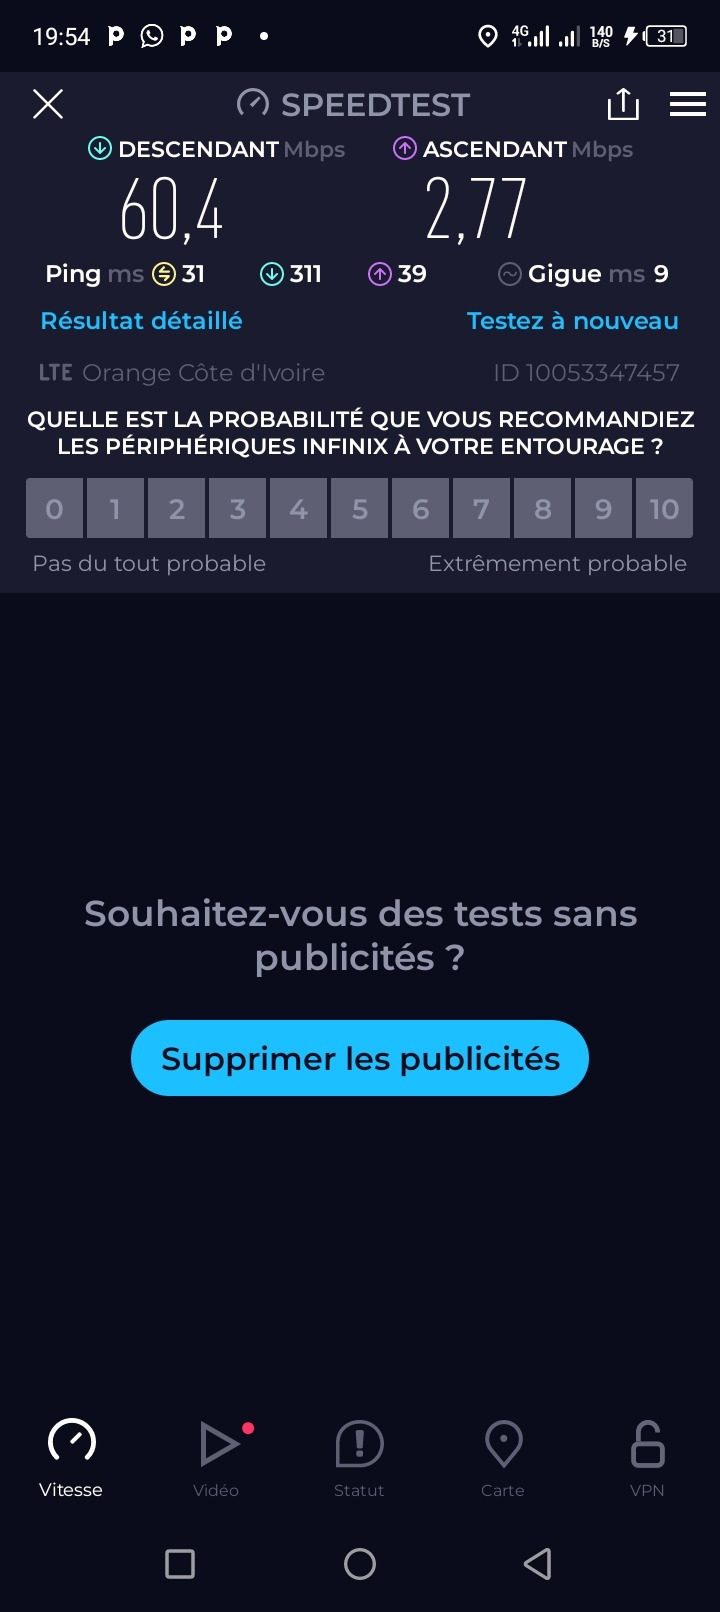 19:54
4G
140
B/S
31
SPEEDTEST
DESCENDANT Mbps
ASCENDANT Mbps
60,4
2,77
Ping ms 31 311 39 Gigue ms 9
Résultat détaillé
Testez à nouveau
LTE Orange Côte d'Ivoire
ID 10053347457
QUELLE EST LA PROBABILITÉ QUE VOUS RECOMMANDIEZ
LES PÉRIPHÉRIQUES INFINIX À VOTRE ENTOURAGE ?
0 1 2 3 4 5 6 7 8 9 10
Pas du tout probable
Extrêmement probable
Souhaitez-vous des tests sans
publicités ?
Supprimer les publicités
Vitesse
Vidéo
Statut
Carte
VPN